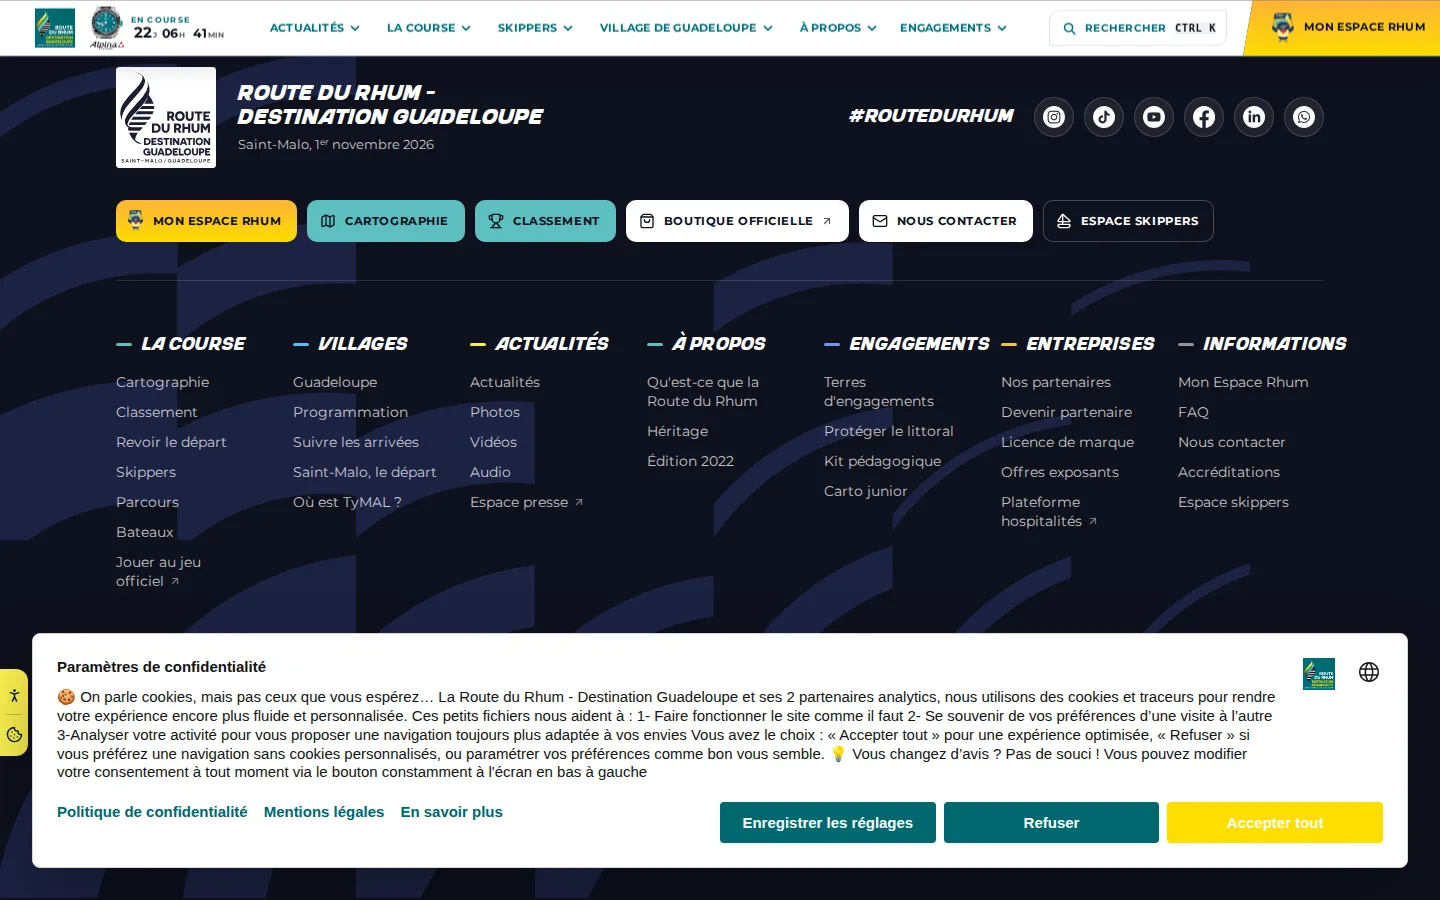 EN COURSE
22J 06H 41MIN
Alpina
ACTUALITÉS
LA COURSE
SKIPPERS
VILLAGE DE GUADELOUPE
À PROPOS
ENGAGEMENTS
RECHERCHER CTRL K
MON ESPACE RHUM
ROUTE
DU RHUM
DESTINATION
GUADELOUPE
SAINT-MALO/GUADELOUPE
ROUTE DU RHUM -
DESTINATION GUADELOUPE
Saint-Malo, 1er novembre 2026
#ROUTEDURHUM
MON ESPACE RHUM
CARTOGRAPHIE
CLASSEMENT
BOUTIQUE OFFICIELLE
NOUS CONTACTER
ESPACE SKIPPERS
LA COURSE
Cartographie
Classement
Revoir le départ
Skippers
Parcours
Bateaux
Jouer au jeu
officiel
VILLAGES
Guadeloupe
Programmation
Suivre les arrivées
Saint-Malo, le départ
Où est TyMAL ?
ACTUALITÉS
Actualités
Photos
Vidéos
Audio
Espace presse
À PROPOS
Qu'est-ce que la
Route du Rhum
Héritage
Édition 2022
ENGAGEMENTS
Terres
d'engagements
Protéger le littoral
Kit pédagogique
Carto junior
ENTREPRISES
Nos partenaires
Devenir partenaire
Licence de marque
Offres exposants
Plateforme
hospitalités
INFORMATIONS
Mon Espace Rhum
FAQ
Nous contacter
Accréditations
Espace skippers
Paramètres de confidentialité
🍪 On parle cookies, mais pas ceux que vous espérez… La Route du Rhum - Destination Guadeloupe et ses 2 partenaires analytics, nous utilisons des cookies et traceurs pour rendre
votre expérience encore plus fluide et personnalisée. Ces petits fichiers nous aident à : 1- Faire fonctionner le site comme il faut 2- Se souvenir de vos préférences d’une visite à l’autre
3-Analyser votre activité pour vous proposer une navigation toujours plus adaptée à vos envies Vous avez le choix : « Accepter tout » pour une expérience optimisée, « Refuser » si
vous préférez une navigation sans cookies personnalisés, ou paramétrer vos préférences comme bon vous semble. 💡 Vous changez d’avis ? Pas de souci ! Vous pouvez modifier
votre consentement à tout moment via le bouton constamment à l'écran en bas à gauche
Politique de confidentialité
Mentions légales
En savoir plus
Enregistrer les réglages
Refuser
Accepter tout